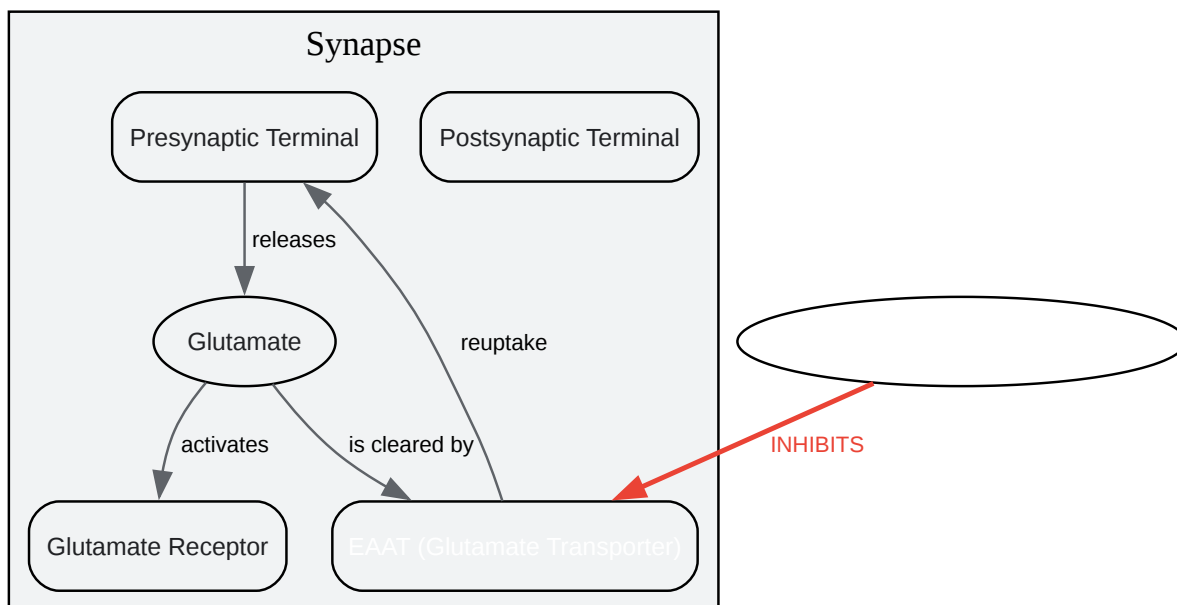 Synapse
Presynaptic Terminal
Postsynaptic Terminal
releases
Glutamate
reuptake
activates
is cleared by
INHIBITS
Glutamate Receptor
EAAT (Glutamate Transporter)